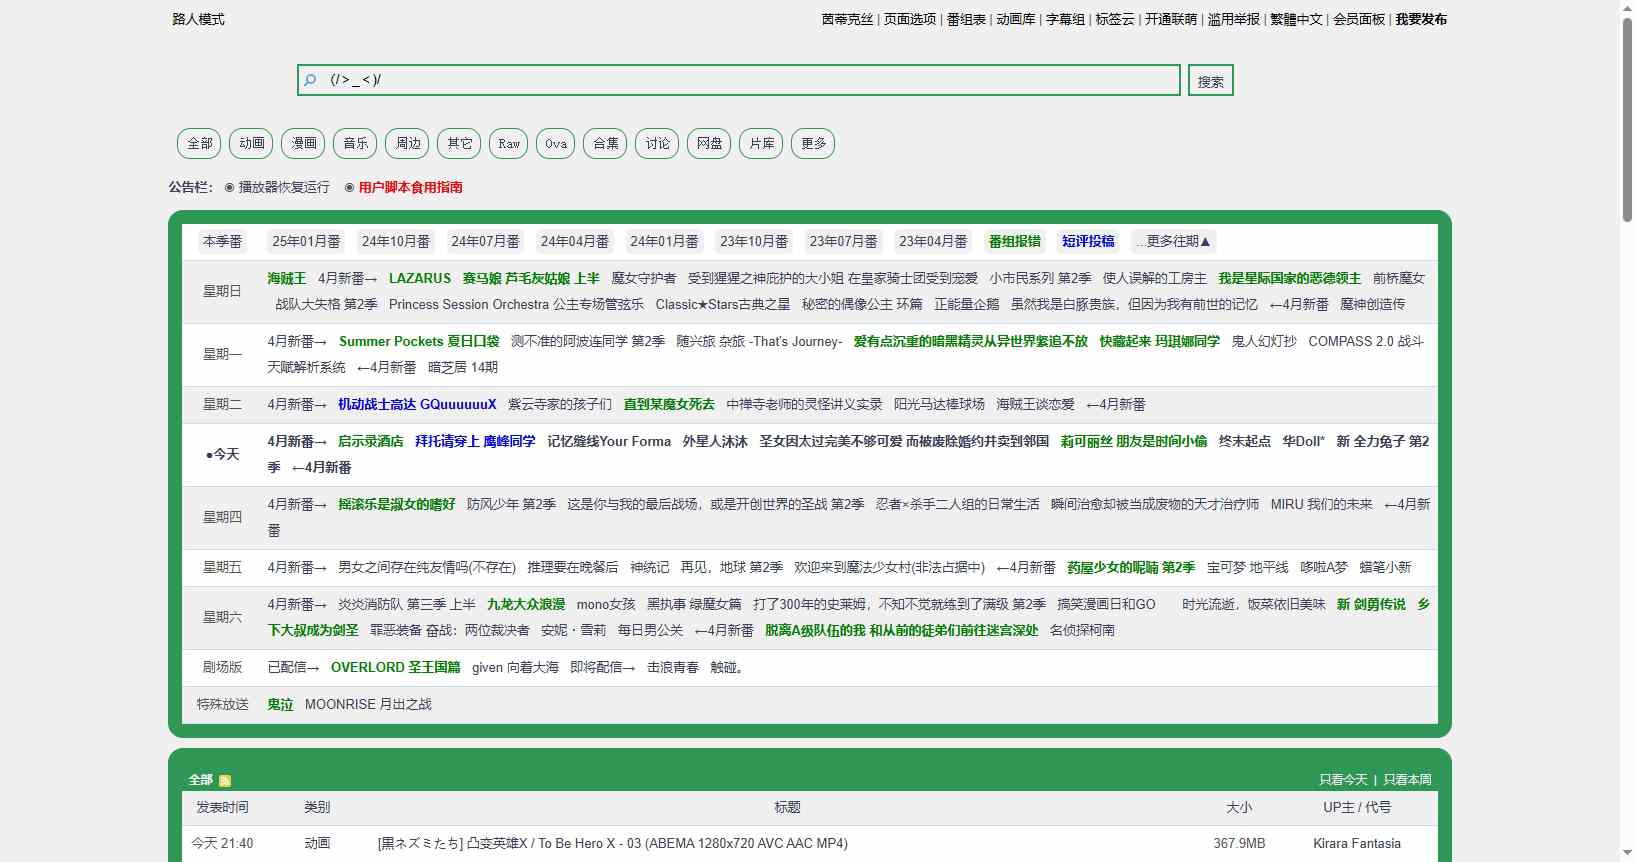 路人模式
茵蒂克丝 | 页面选项 | 番组表 | 动画库 | 字幕组 | 标签云 | 开通联萌 | 滥用举报 | 繁體中文 | 会员面板 | 我要发布
(/ > _ < )/ 搜索
全部 动画 漫画 音乐 周边 其它 Raw Ova 合集 讨论 网盘 片库 更多
公告栏： ◉ 播放器恢复运行 ◉ 用户脚本食用指南
本季番 25年01月番 24年10月番 24年07月番 24年04月番 24年01月番 23年10月番 23年07月番 23年04月番 番组报错 短评投稿 ...更多往期▲
星期日 海贼王 4月新番→ LAZARUS 赛马娘 芦毛灰姑娘 上半 魔女守护者 受到猩猩之神庇护的大小姐 在皇家骑士团受到宠爱 小市民系列 第2季 使人误解的工房主 我是星际国家的恶德领主 前桥魔女
战队大失格 第2季 Princess Session Orchestra 公主专场管弦乐 Classic★Stars古典之星 秘密的偶像公主 环篇 正能量企鹅 虽然我是白豚贵族，但因为我有前世的记忆 ←4月新番 魔神创造传
星期一 4月新番→ Summer Pockets 夏日口袋 测不准的阿波连同学 第2季 随兴旅 杂旅 -That's Journey- 爱有点沉重的暗黑精灵从异世界紧追不放 快藏起来 玛琪娜同学 鬼人幻灯抄 COMPASS 2.0 战斗
天赋解析系统 ←4月新番 暗芝居 14期
星期二 4月新番→ 机动战士高达 GQuuuuuuX 紫云寺家的孩子们 直到某魔女死去 中禅寺老师的灵怪讲义实录 阳光马达棒球场 海贼王谈恋爱 ←4月新番
●今天 4月新番→ 启示录酒店 拜托请穿上 鹰峰同学 记忆缝线Your Forma 外星人沐沐 圣女因太过完美不够可爱 而被废除婚约并卖到邻国 莉可丽丝 朋友是时间小偷 终末起点 华Doll* 新 全力兔子 第2
季 ←4月新番
星期四 4月新番→ 摇滚乐是淑女的嗜好 防风少年 第2季 这是你与我的最后战场，或是开创世界的圣战 第2季 忍者×杀手二人组的日常生活 瞬间治愈却被当成废物的天才治疗师 MIRU 我们的未来 ←4月新
番
星期五 4月新番→ 男女之间存在纯友情吗(不存在) 推理要在晚餐后 神统记 再见，地球 第2季 欢迎来到魔法少女村(非法占据中) ←4月新番 药屋少女的呢喃 第2季 宝可梦 地平线 哆啦A梦 蜡笔小新
星期六 4月新番→ 炎炎消防队 第三季 上半 九龙大众浪漫 mono女孩 黑执事 绿魔女篇 打了300年的史莱姆，不知不觉就练到了满级 第2季 搞笑漫画日和GO 时光流逝，饭菜依旧美味 新 剑勇传说 乡
下大叔成为剑圣 罪恶装备 奋战：两位裁决者 安妮・雪莉 每日男公关 ←4月新番 脱离A级队伍的我 和从前的徒弟们前往迷宫深处 名侦探柯南
剧场版 已配信→ OVERLORD 圣王国篇 given 向着大海 即将配信→ 击浪青春 触碰。
特殊放送 鬼泣 MOONRISE 月出之战
全部 只看今天 | 只看本周
发表时间 类别 标题 大小 UP主 / 代号
今天 21:40 动画 [黒ネズミたち] 凸变英雄X / To Be Hero X - 03 (ABEMA 1280x720 AVC AAC MP4) 367.9MB Kirara Fantasia